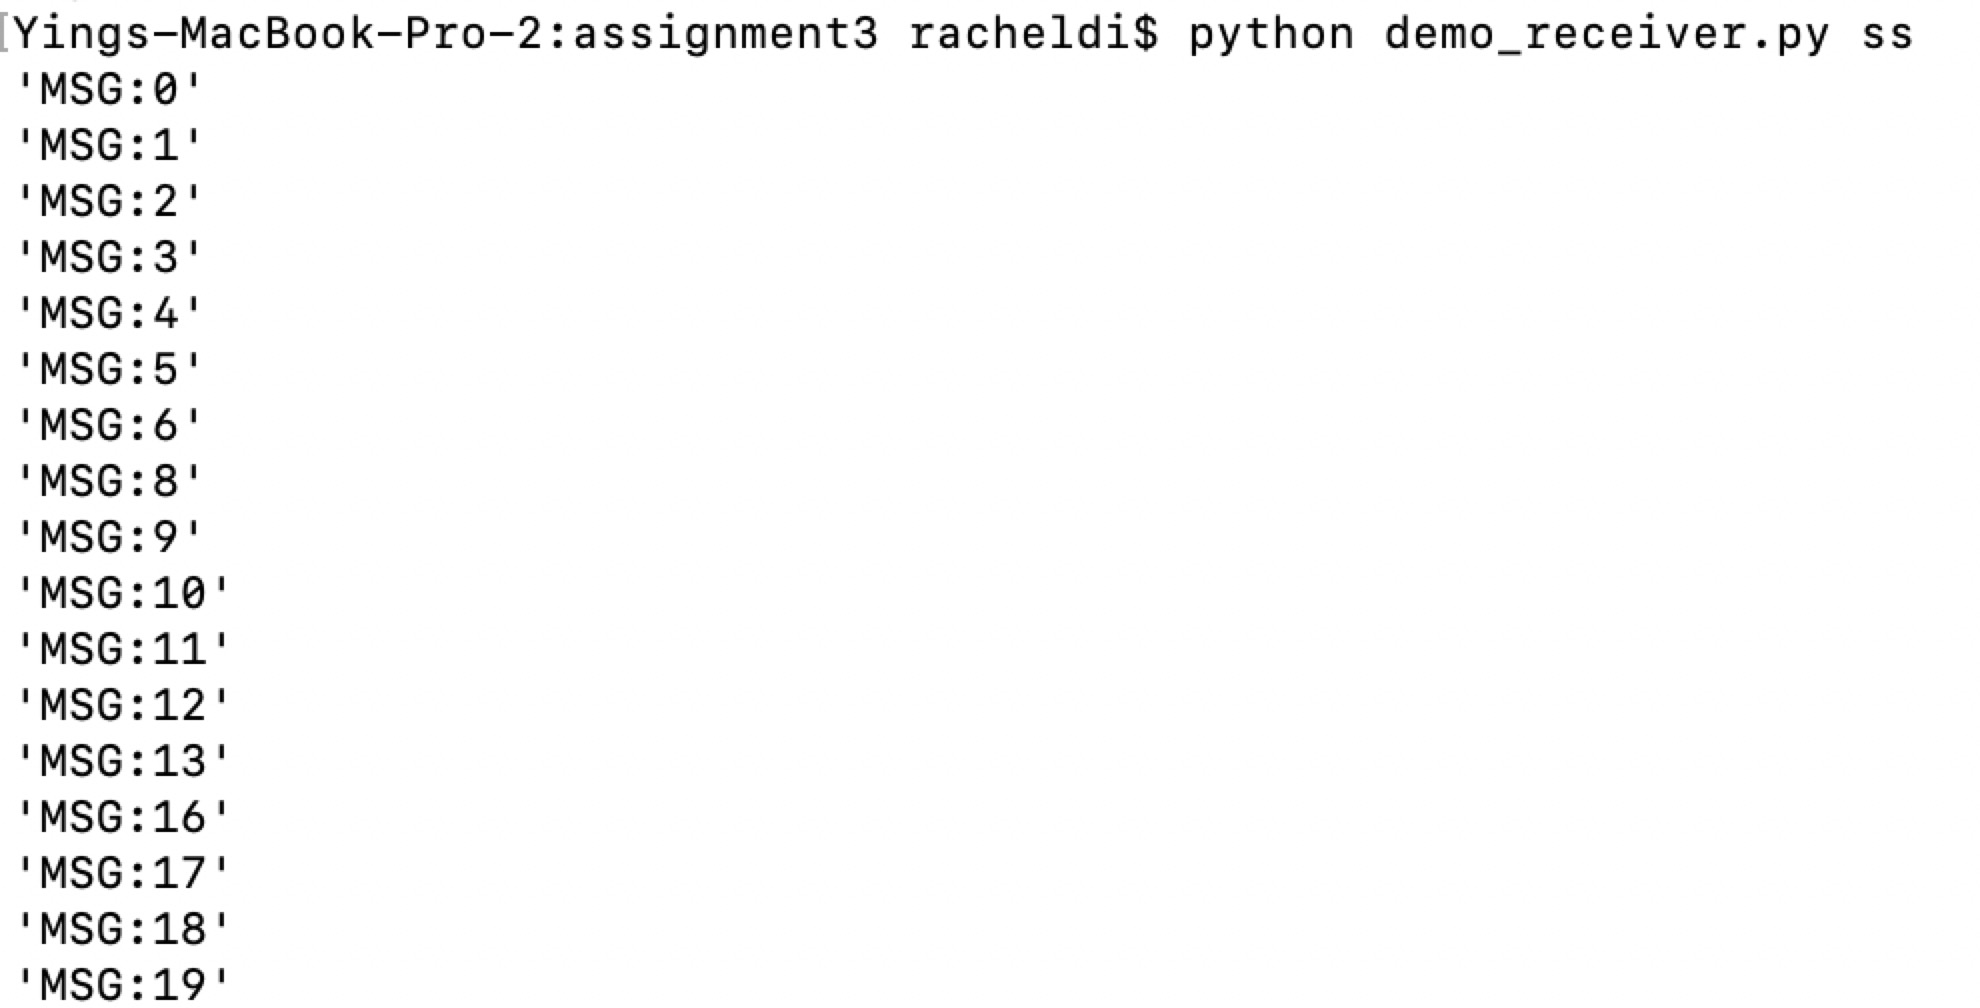 [Yings-MacBook-Pro-2:assignment3 racheldi$ python demo_receiver.py ss
'MSG:0'
'MSG:1'
'MSG:2'
'MSG:3'
'MSG:4'
'MSG:5'
'MSG:6'
'MSG:8'
'MSG:9'
'MSG:10'
'MSG:11'
'MSG:12'
'MSG:13'
'MSG:16'
'MSG:17'
'MSG:18'
'MSG:19'